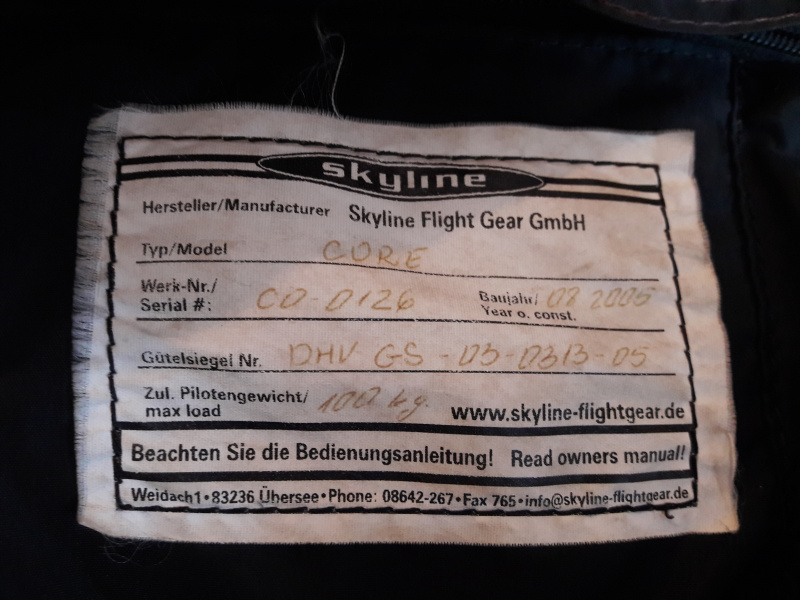 skyline
Hersteller/Manufacturer Skyline Flight Gear GmbH
Typ/Model CORE
Werk-Nr./ Serial #: CO-0126 Baujahr/ Year o. const. 08 2005
Gütelsiegel Nr. DHV GS-03-0313-05
Zul. Pilotengewicht/ max load 100 kg. www.skyline-flightgear.de
Beachten Sie die Bedienungsanleitung! Read owners manual!
Weidach1•83236 Übersee•Phone: 08642-267•Fax 765•info@skyline-flightgear.de